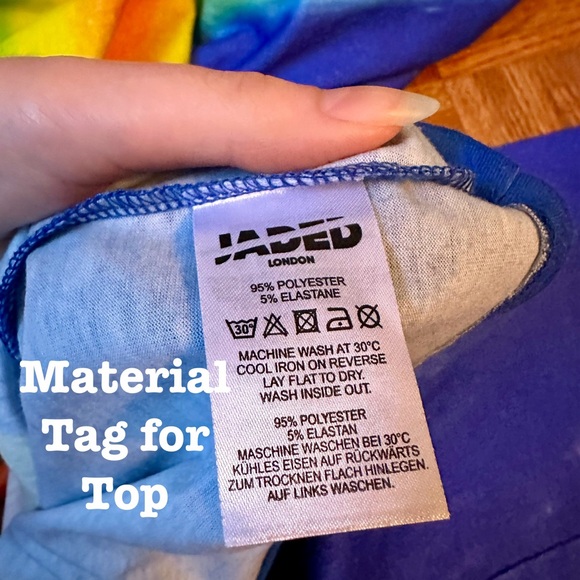 JADED
LONDON
95% POLYESTER
5% ELASTANE
30°
MACHINE WASH AT 30°C
COOL IRON ON REVERSE
LAY FLAT TO DRY.
WASH INSIDE OUT.
95% POLYESTER
5% ELASTAN
MASCHINE WASCHEN BEI 30°C
KÜHLES EISEN AUF RÜCKWÄRTS
ZUM TROCKNEN FLACH HINLEGEN.
AUF LINKS WASCHEN.
Material
Tag for
Top